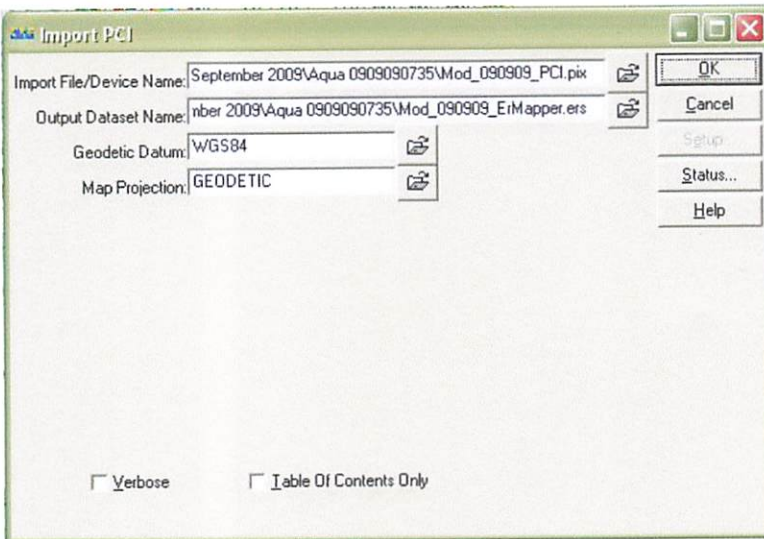 Import PCI
Import File/Device Name: September 2009\Aqua 0909090735\Mod_090909_PCI.pix
OK
Output Dataset Name: nber 2009\Aqua 0909090735\Mod_090909_ErMapper.ers
Cancel
Geodetic Datum: WGS84
Setup
Map Projection: GEODETIC
Status...
Help
Verbose
Table Of Contents Only